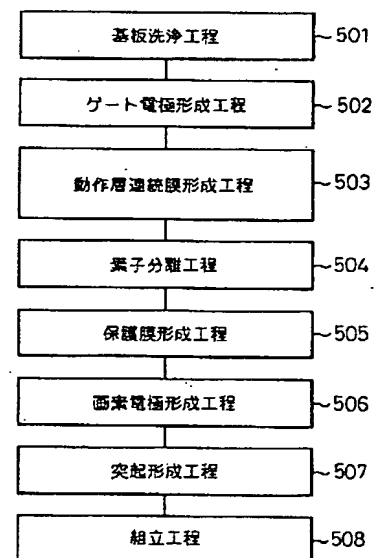 基板洗浄工程 ~501
ゲート電極形成工程 ~502
動作層連続膜形成工程 ~503
素子分離工程 ~504
保護膜形成工程 ~505
画素電極形成工程 ~506
突起形成工程 ~507
組立工程 ~508